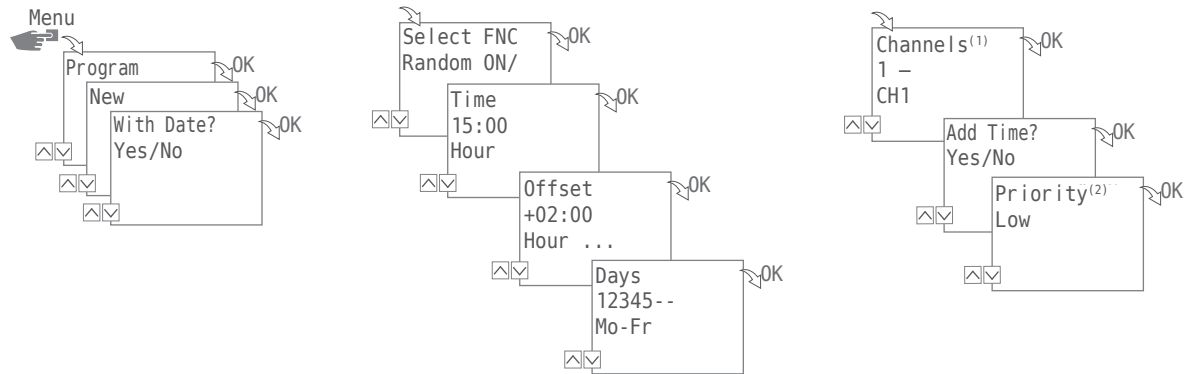 Menu
Program
OK
New
OK
With Date?
Yes/No
OK
Select FNC
Random ON/
OK
Time
15:00
Hour
OK
Offset
+02:00
Hour ...
OK
Days
12345--
Mo-Fr
OK
Channels(1)
1 –
CH1
OK
Add Time?
Yes/No
OK
Priority(2)
Low
OK